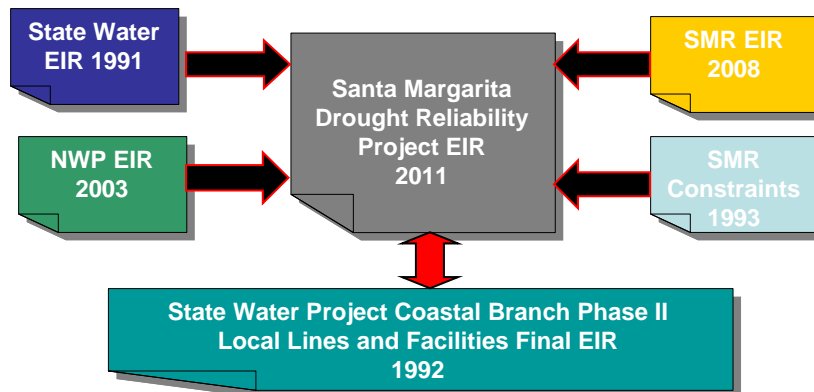 State Water
EIR 1991
NWP EIR
2003
Santa Margarita
Drought Reliability
Project EIR
2011
SMR EIR
2008
SMR
Constraints
1993
State Water Project Coastal Branch Phase II
Local Lines and Facilities Final EIR
1992